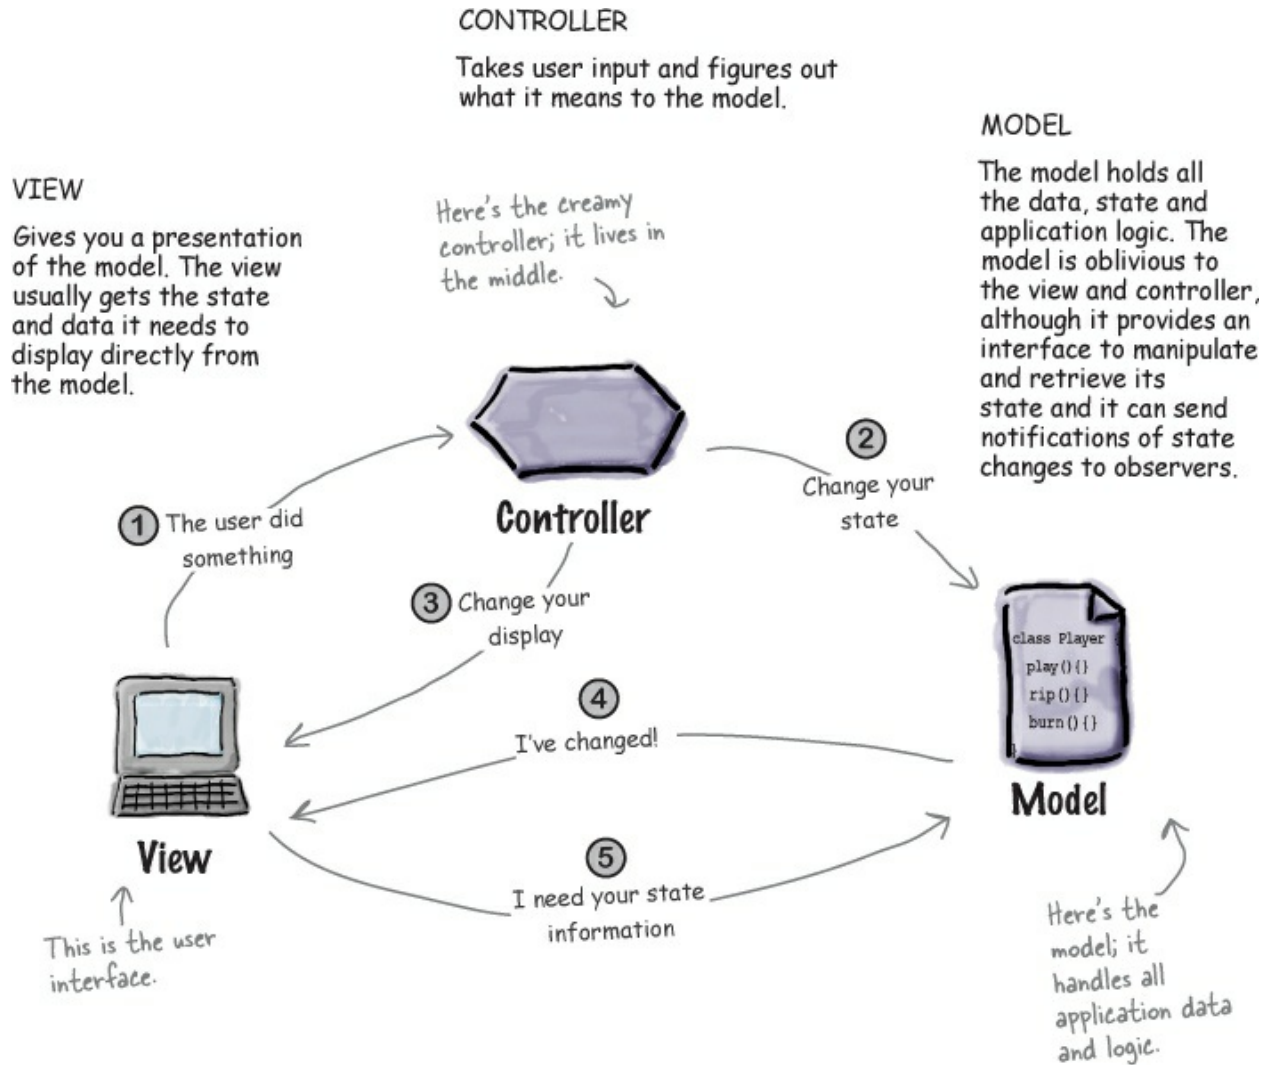 CONTROLLER
Takes user input and figures out
what it means to the model.
MODEL
The model holds all
the data, state and
application logic. The
model is oblivious to
the view and controller,
although it provides an
interface to manipulate
and retrieve its
state and it can send
notifications of state
changes to observers.
VIEW
Gives you a presentation
of the model. The view
usually gets the state
and data it needs to
display directly from
the model.
Here's the creamy
controller; it lives in
the middle.
Controller
1 The user did
something
2
Change your
state
3 Change your
display
4
I've changed!
5
I need your state
information
class Player {
play(){}
rip(){}
burn(){}
}
Model
View
This is the user
interface.
Here's the
model; it
handles all
application data
and logic.